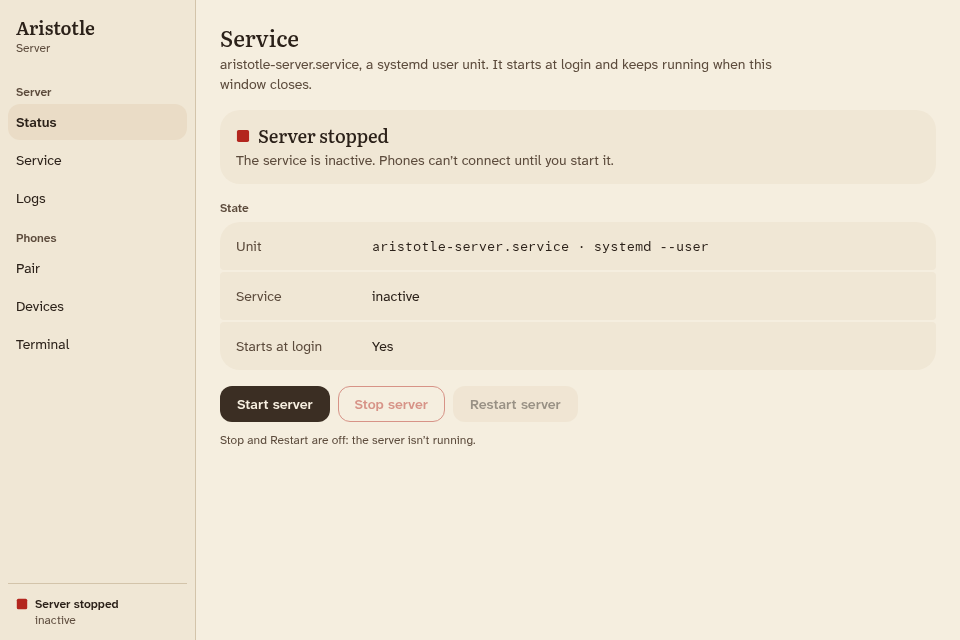 Aristotle
Server
Server
Status
Service
Logs
Phones
Pair
Devices
Terminal
Server stopped
inactive
Service
aristotle-server.service, a systemd user unit. It starts at login and keeps running when this
window closes.
Server stopped
The service is inactive. Phones can't connect until you start it.
State
Unit aristotle-server.service · systemd --user
Service inactive
Starts at login Yes
Start server Stop server Restart server
Stop and Restart are off: the server isn't running.